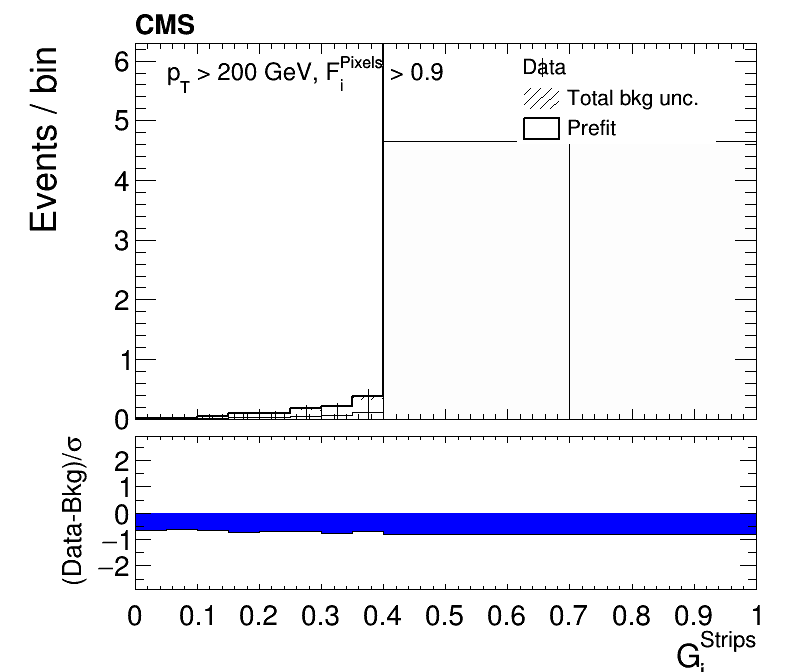 CMS
Events / bin
6
5
4
3
2
1
0
p_T > 200 GeV, F_i^Pixels > 0.9
Data
Total bkg unc.
Prefit
(Data-Bkg)/σ
2
1
0
−1
−2
0 0.1 0.2 0.3 0.4 0.5 0.6 0.7 0.8 0.9 1
G_i^Strips